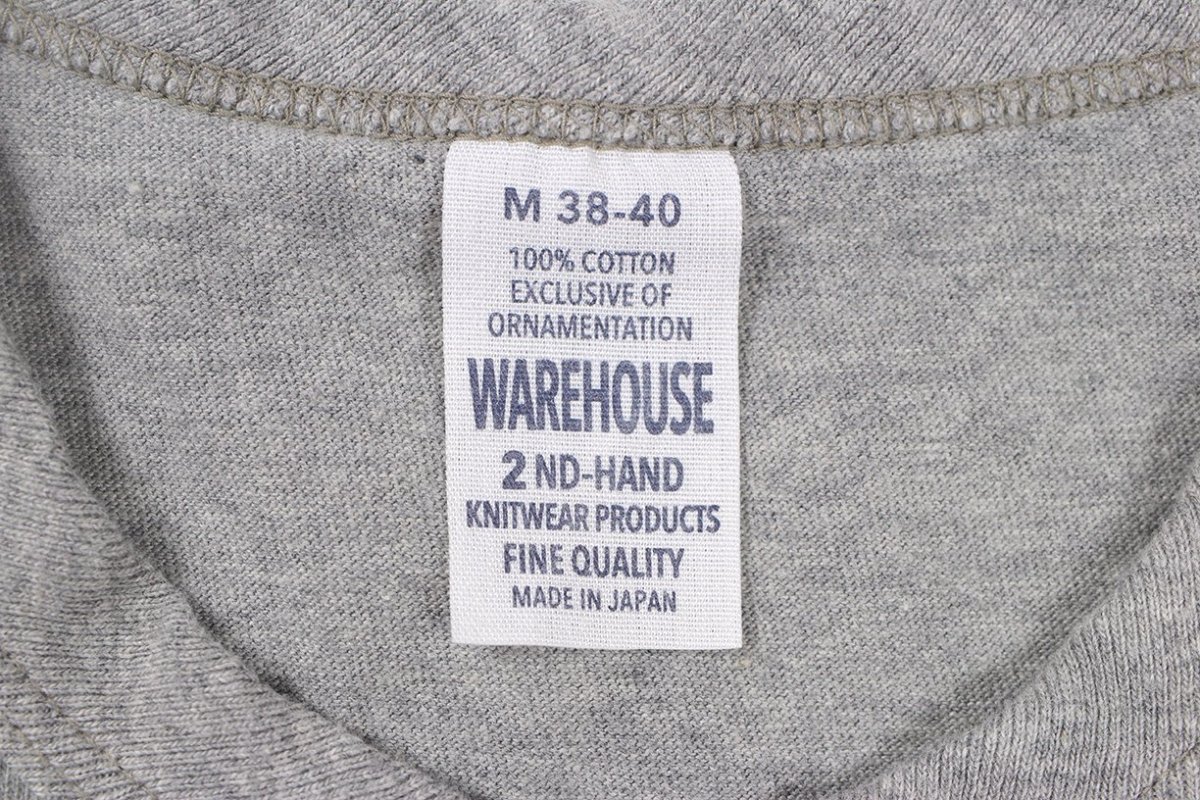 M 38-40
100% COTTON
EXCLUSIVE OF
ORNAMENTATION
WAREHOUSE
2 ND-HAND
KNITWEAR PRODUCTS
FINE QUALITY
MADE IN JAPAN